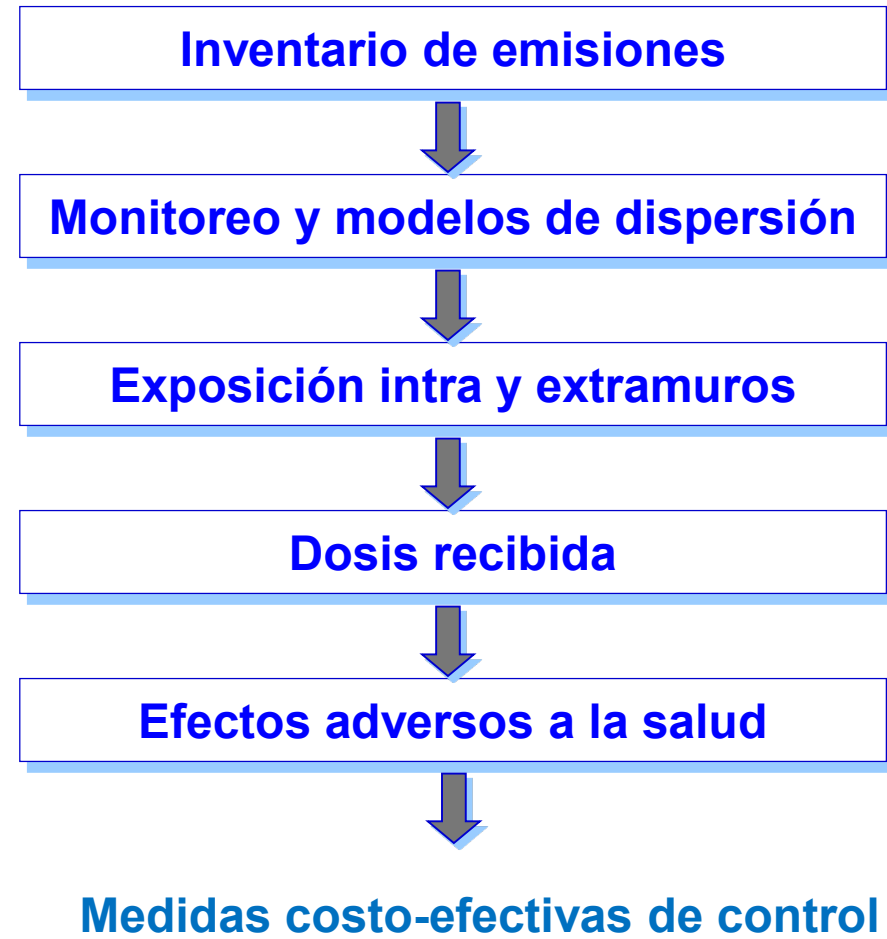 Inventario de emisiones
Monitoreo y modelos de dispersión
Exposición intra y extramuros
Dosis recibida
Efectos adversos a la salud
Medidas costo-efectivas de control